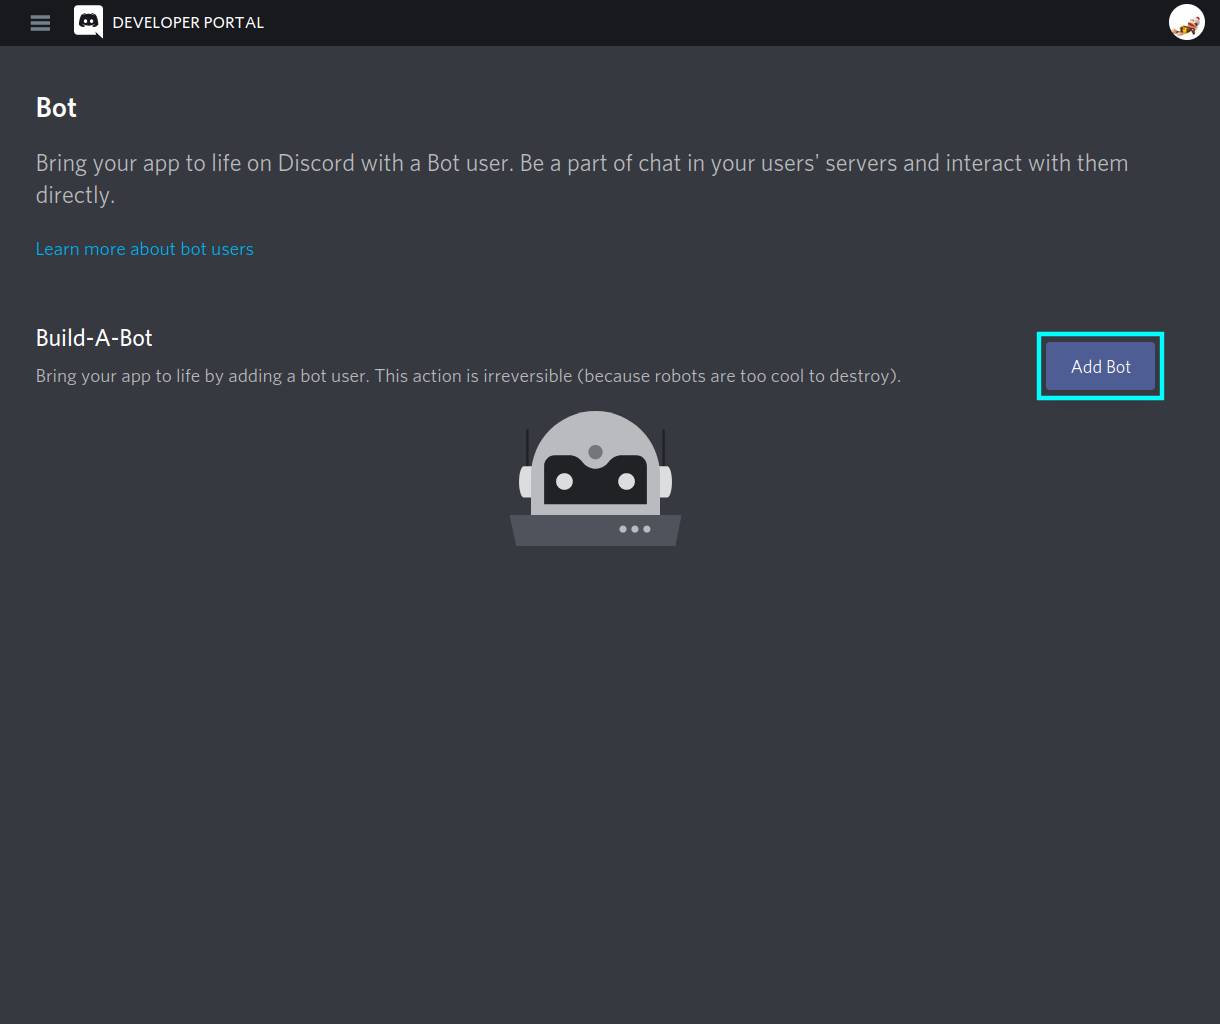 DEVELOPER PORTAL
Bot
Bring your app to life on Discord with a Bot user. Be a part of chat in your users' servers and interact with them
directly.
Learn more about bot users
Build-A-Bot
Bring your app to life by adding a bot user. This action is irreversible (because robots are too cool to destroy).
Add Bot